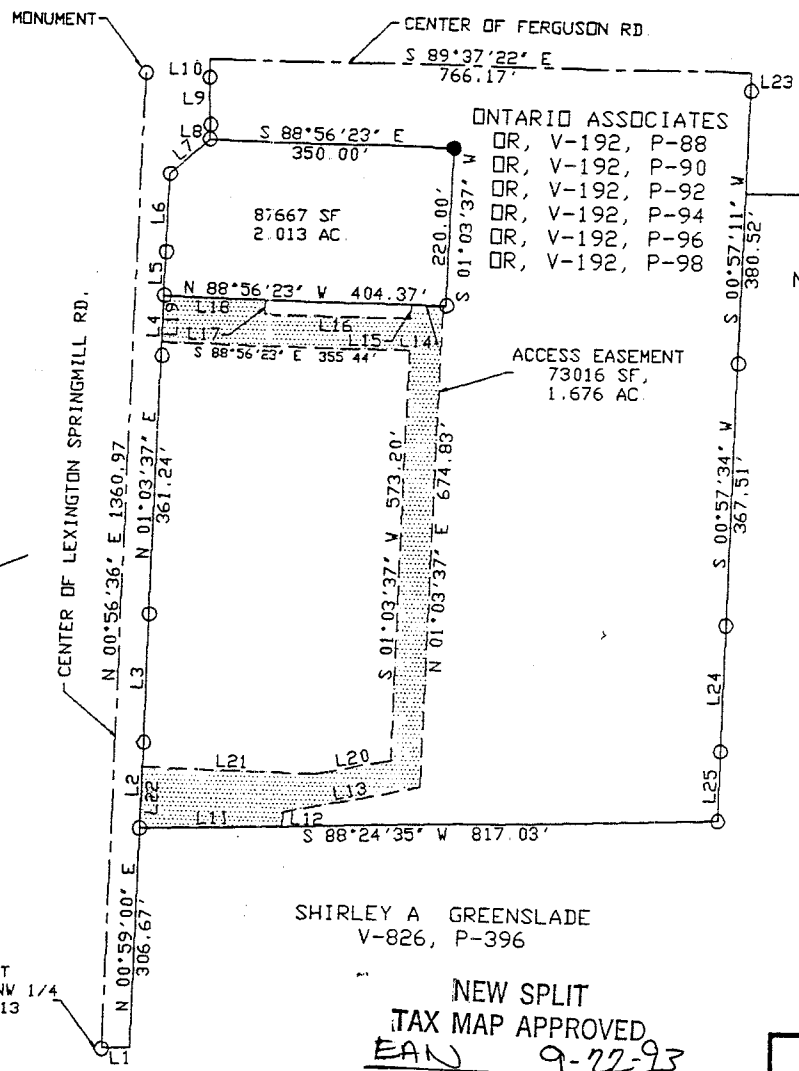 MONUMENT
CENTER OF FERGUSON RD.
S 89°37'22" E
766.17'
L10
L23
L9
L8
L7
S 88°56'23" E
350.00'
ONTARIO ASSOCIATES
OR, V-192, P-88
OR, V-192, P-90
OR, V-192, P-92
OR, V-192, P-94
OR, V-192, P-96
OR, V-192, P-98
87667 SF
2.013 AC.
220.00'
S 01°03'37" W
S 00°57'11" W
380.52'
L6
L5
N 88°56'23" W 404.37'
L4
L19
L18
L17
L16
L15
L14
S 88°56'23" E 355.44'
ACCESS EASEMENT
73016 SF,
1.676 AC.
CENTER OF LEXINGTON SPRINGMILL RD.
N 00°56'36" E 1360.97
N 01°03'37" E
361.24'
S 01°03'37" W 573.20'
N 01°03'37" E 674.83'
S 00°57'34" W
367.51'
L3
L24
L2
L22
L21
L20
L13
L25
L11
L12
S 88°24'35" W 817.03'
N 00°59'00" E
306.67'
SHIRLEY A GREENSLADE
V-826, P-396
T
NW 1/4
13
L1
N
NEW SPLIT
TAX MAP APPROVED
EAN 9-22-93